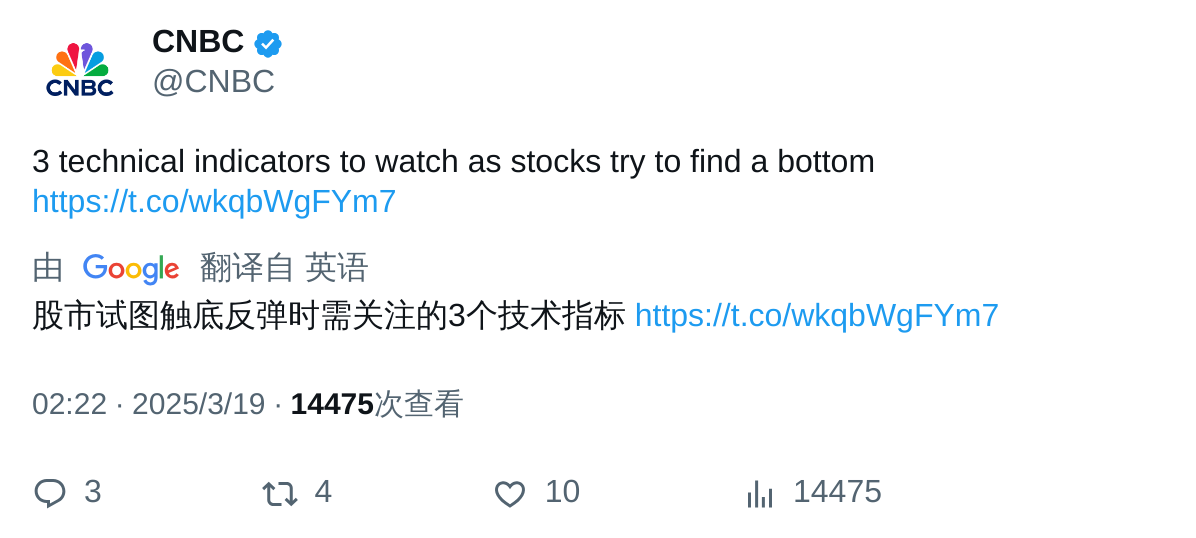 CNBC
CNBC
@CNBC
3 technical indicators to watch as stocks try to find a bottom
https://t.co/wkqbWgFYm7
由 Google 翻译自 英语
股市试图触底反弹时需关注的3个技术指标 https://t.co/wkqbWgFYm7
02:22 · 2025/3/19 · 14475次查看
3 4 10 14475